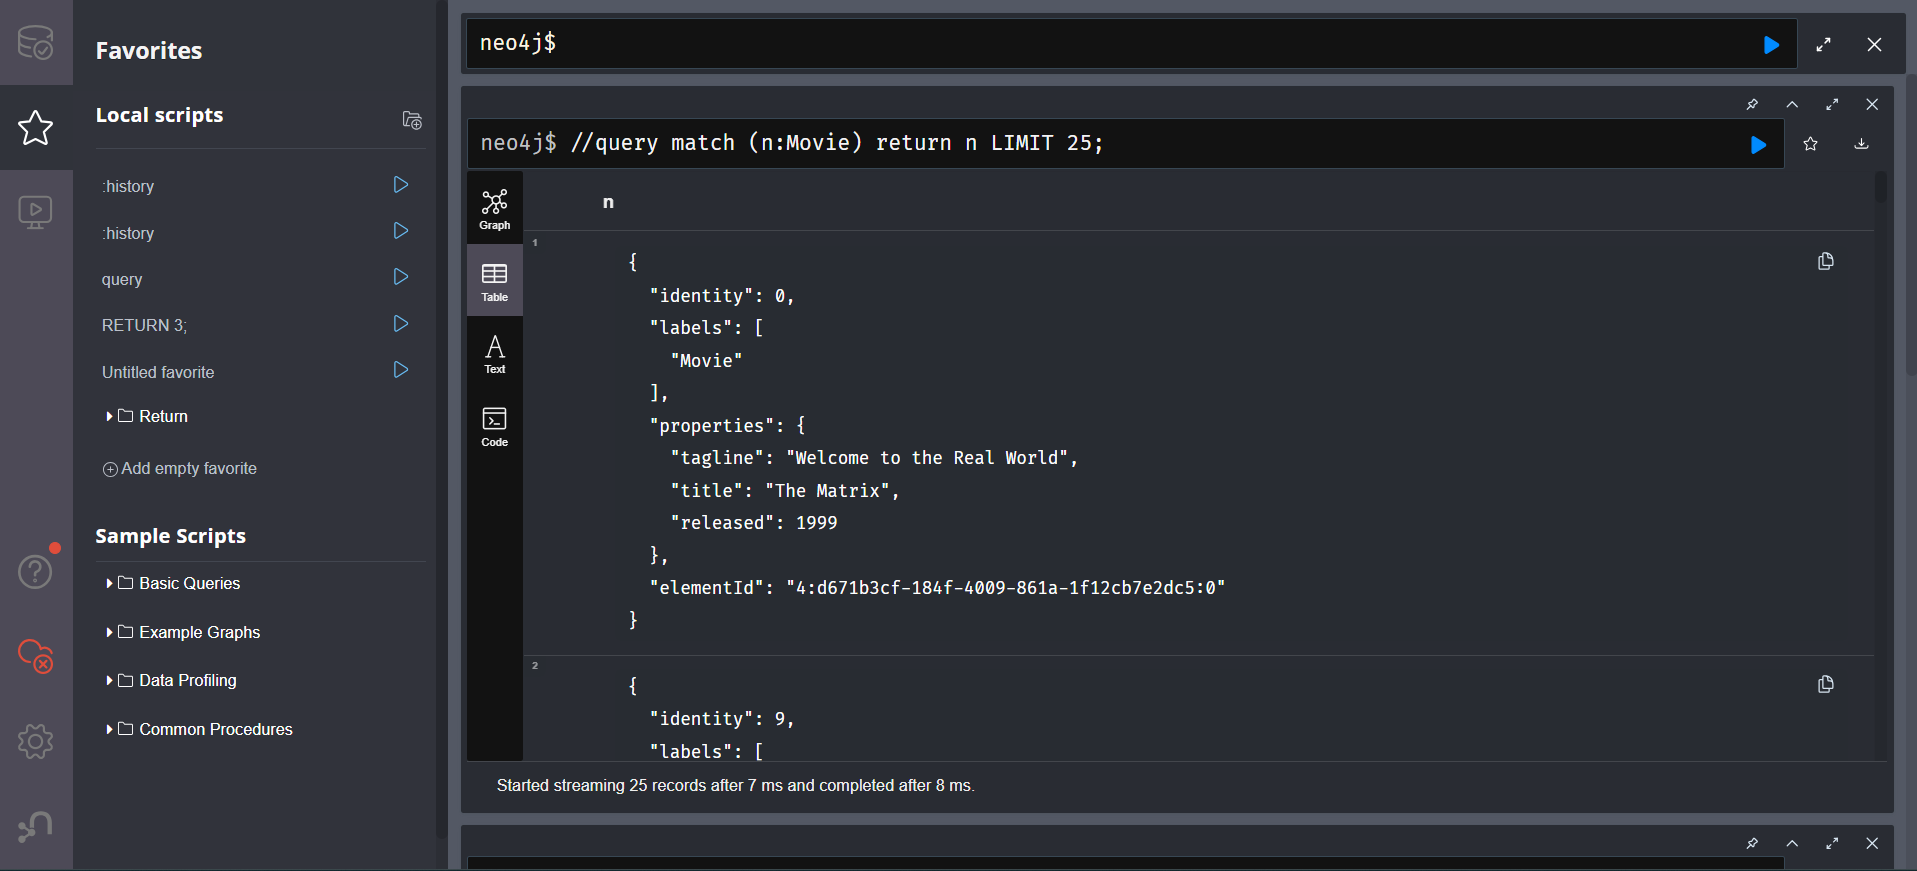 Favorites
Local scripts
:history
:history
query
RETURN 3;
Untitled favorite
Return
Add empty favorite
Sample Scripts
Basic Queries
Example Graphs
Data Profiling
Common Procedures
neo4j$
neo4j$ //query match (n:Movie) return n LIMIT 25;
Graph
Table
Text
Code
n
1
{
"identity": 0,
"labels": [
"Movie"
],
"properties": {
"tagline": "Welcome to the Real World",
"title": "The Matrix",
"released": 1999
},
"elementId": "4:d671b3cf-184f-4009-861a-1f12cb7e2dc5:0"
}
2
{
"identity": 9,
"labels": [
Started streaming 25 records after 7 ms and completed after 8 ms.